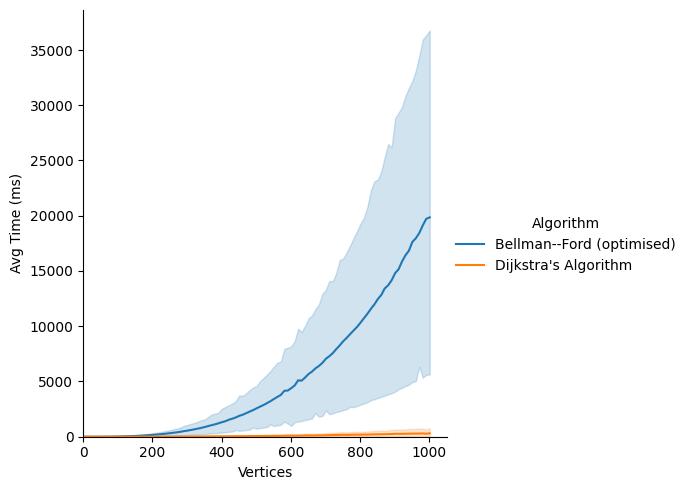 35000
30000
25000
20000
15000
10000
5000
0
Avg Time (ms)
0 200 400 600 800 1000
Vertices
Algorithm
Bellman--Ford (optimised)
Dijkstra's Algorithm